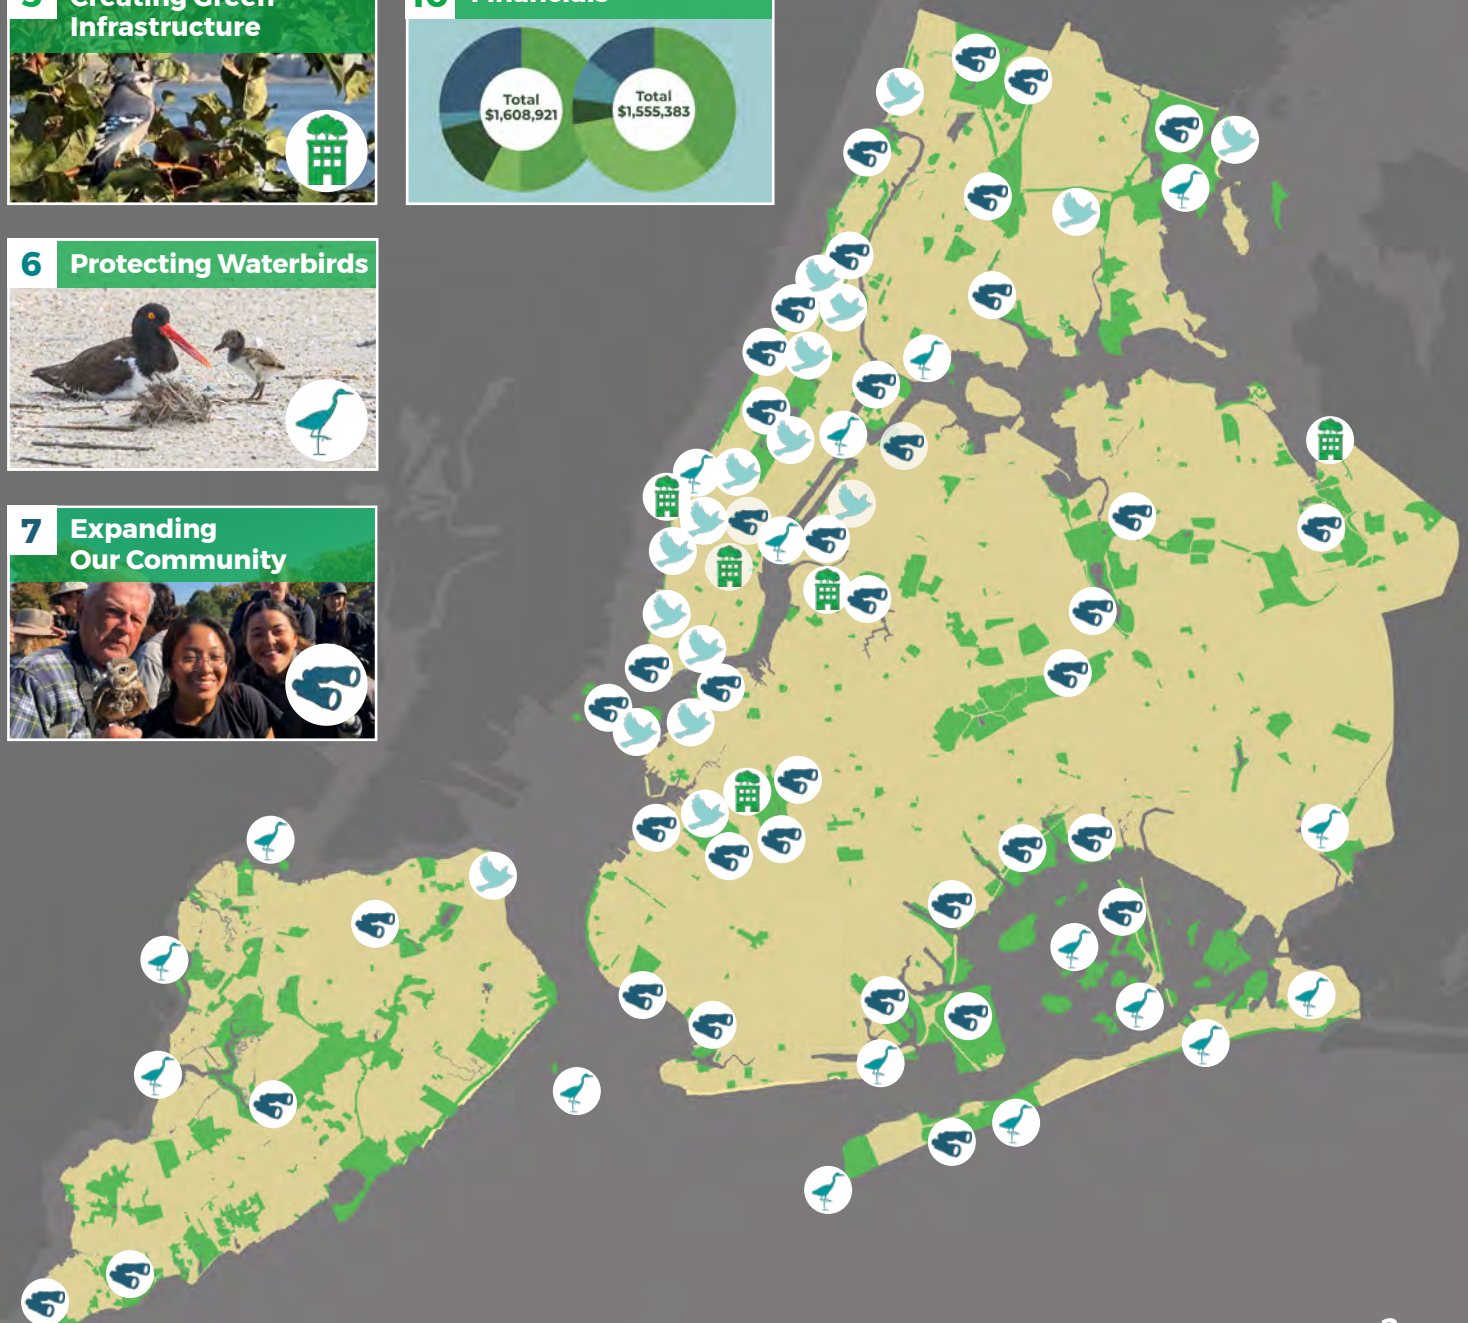 Infrastructure
Total
$1,608,921
Total
$1,555,383
6 Protecting Waterbirds
7 Expanding
Our Community